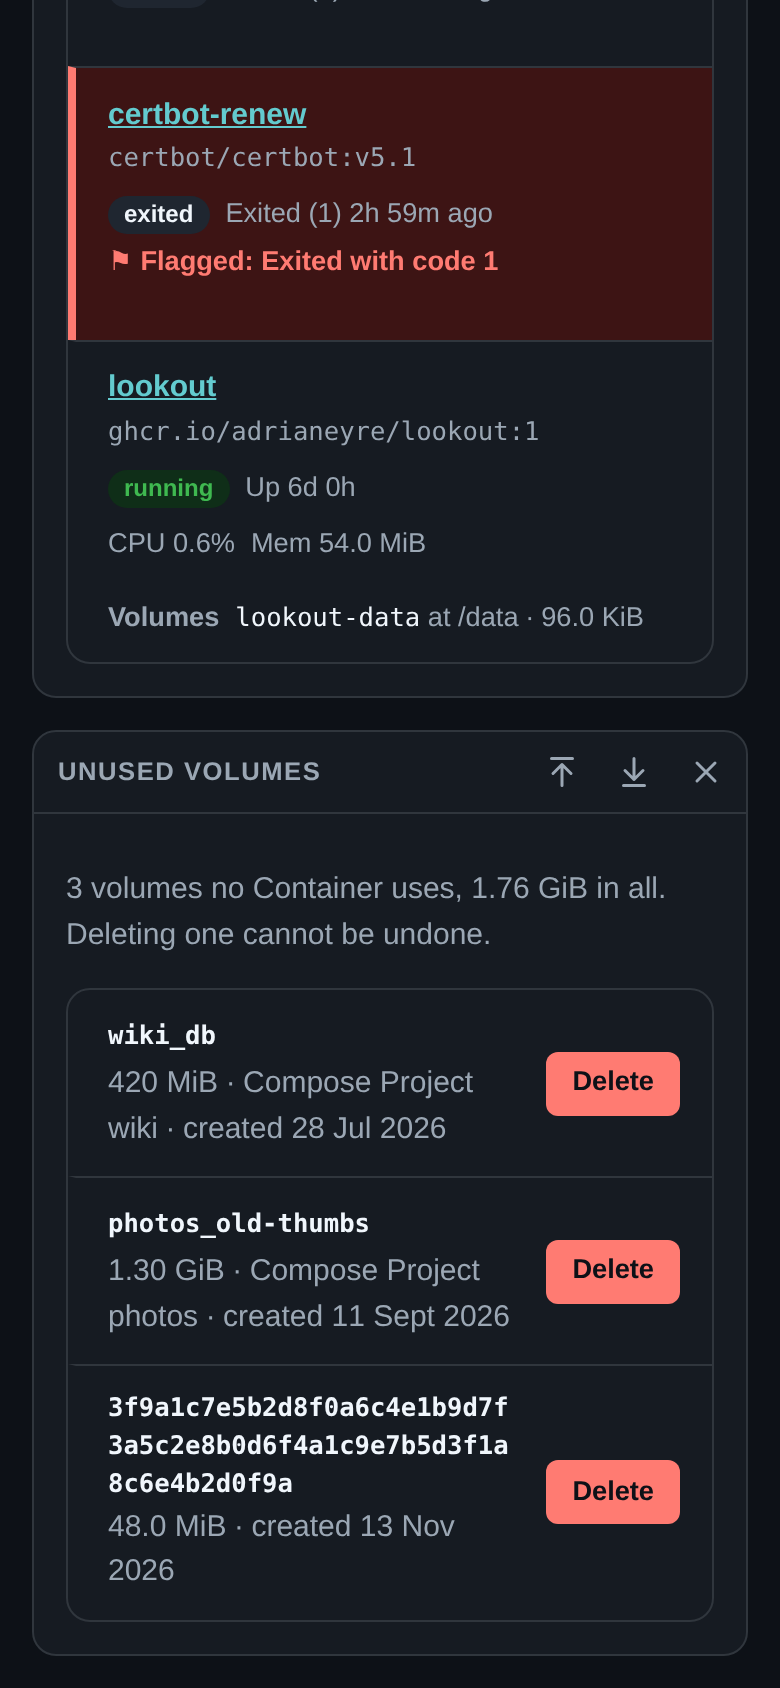 certbot-renew
certbot/certbot:v5.1
exited Exited (1) 2h 59m ago
⚑ Flagged: Exited with code 1
lookout
ghcr.io/adrianeyre/lookout:1
running Up 6d 0h
CPU 0.6% Mem 54.0 MiB
Volumes lookout-data at /data · 96.0 KiB
UNUSED VOLUMES
3 volumes no Container uses, 1.76 GiB in all.
Deleting one cannot be undone.
wiki_db
420 MiB · Compose Project
wiki · created 28 Jul 2026
Delete
photos_old-thumbs
1.30 GiB · Compose Project
photos · created 11 Sept 2026
Delete
3f9a1c7e5b2d8f0a6c4e1b9d7f
3a5c2e8b0d6f4a1c9e7b5d3f1a
8c6e4b2d0f9a
48.0 MiB · created 13 Nov
2026
Delete